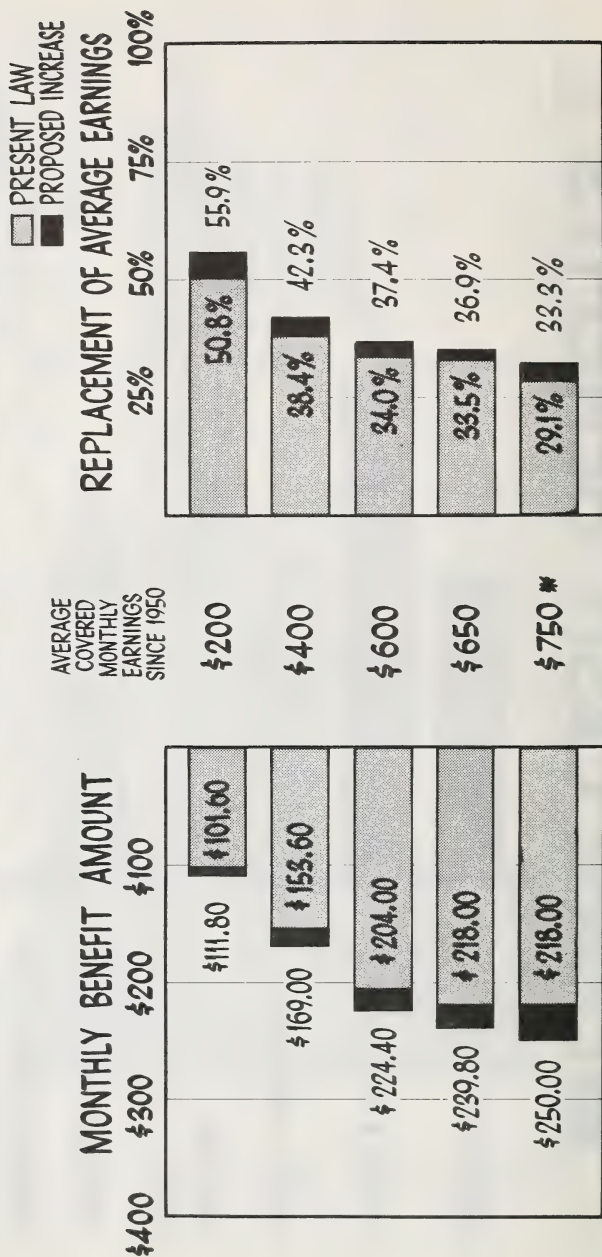 PRESENT LAW
PROPOSED INCREASE
MONTHLY BENEFIT AMOUNT
$400 $300 $200 $100
AVERAGE
COVERED
MONTHLY
EARNINGS
SINCE 1950
REPLACEMENT OF AVERAGE EARNINGS
25% 50% 75% 100%
$111.80 $101.60 $200 50.8% 55.9%
$169.00 $153.60 $400 38.4% 42.3%
$224.40 $204.00 $600 34.0% 37.4%
$239.80 $218.00 $650 33.5% 36.9%
$250.00 $218.00 $750* 29.1% 33.3%